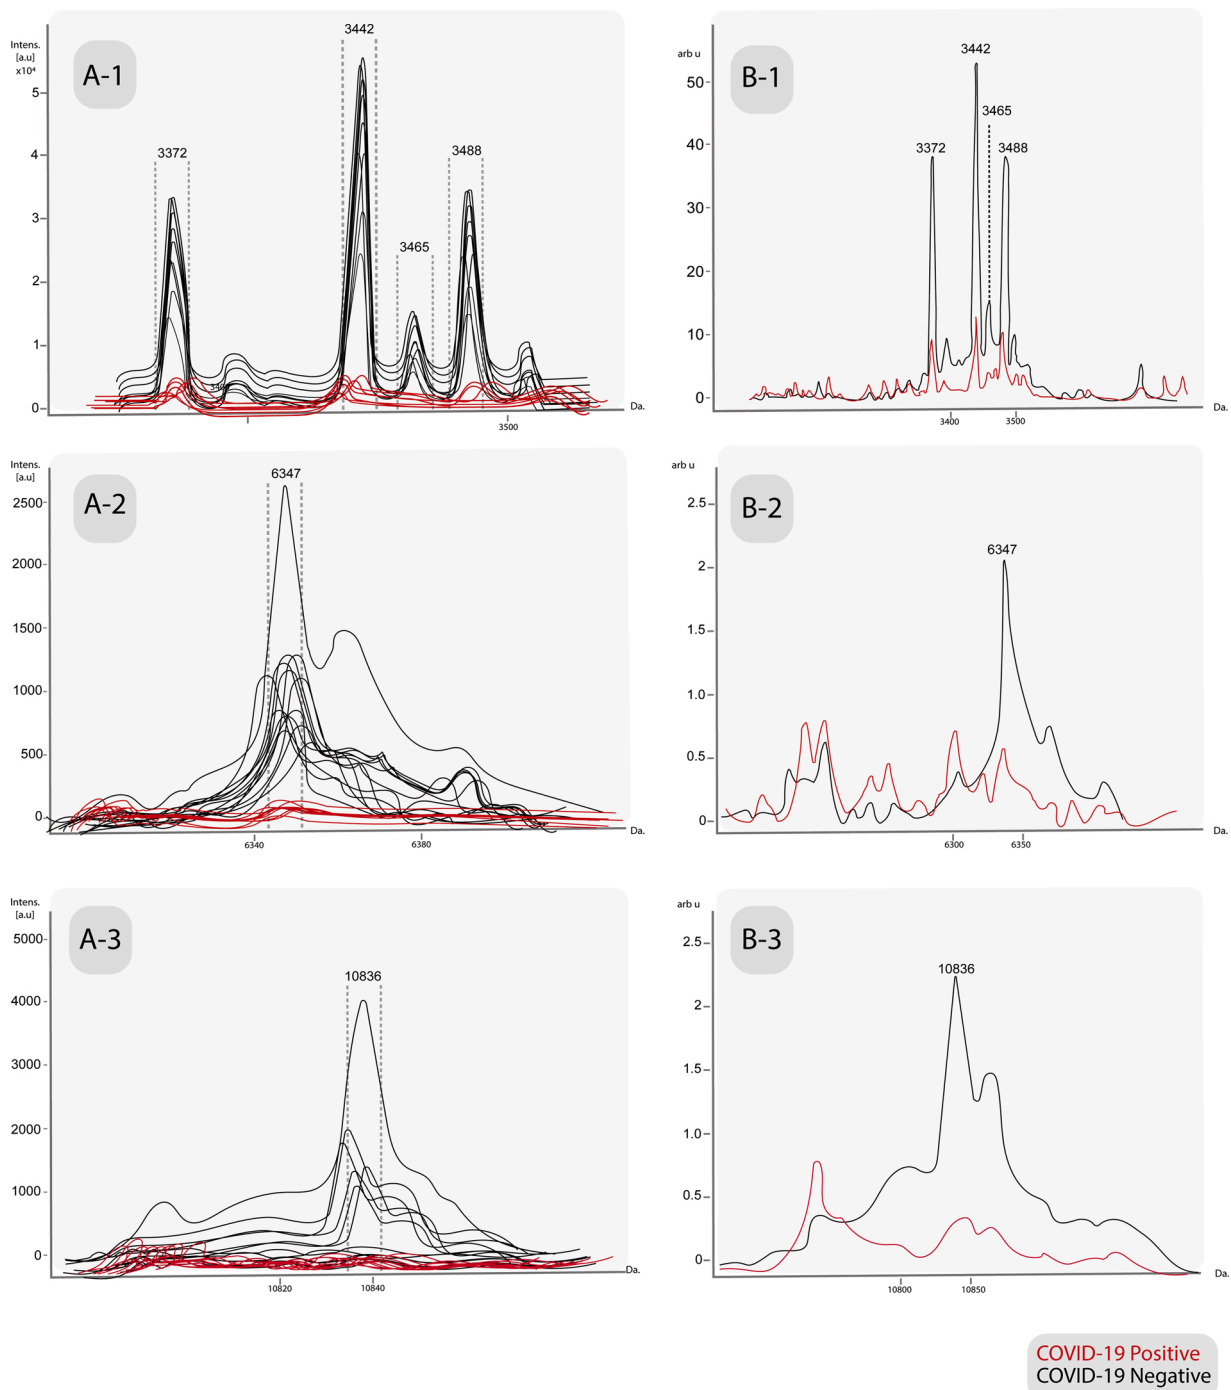 Intens.
[a.u]
x10⁴
A-1
3442
3372
3488
3465
5
4
3
2
1
0
3500
Da.
arb u
B-1
3442
3465
3372
3488
50
40
30
20
10
0
3400
3500
Da.
Intens.
[a.u]
A-2
6347
2500
2000
1500
1000
500
0
6340
6380
Da.
arb u
B-2
6347
2.5
2
1.5
1.0
0.5
0
6300
6350
Da.
Intens.
[a.u]
A-3
10836
5000
4000
3000
2000
1000
0
10820
10840
Da.
arb u
B-3
10836
2.5
2
1.5
1.0
0.5
0
10800
10850
Da.
COVID-19 Positive
COVID-19 Negative